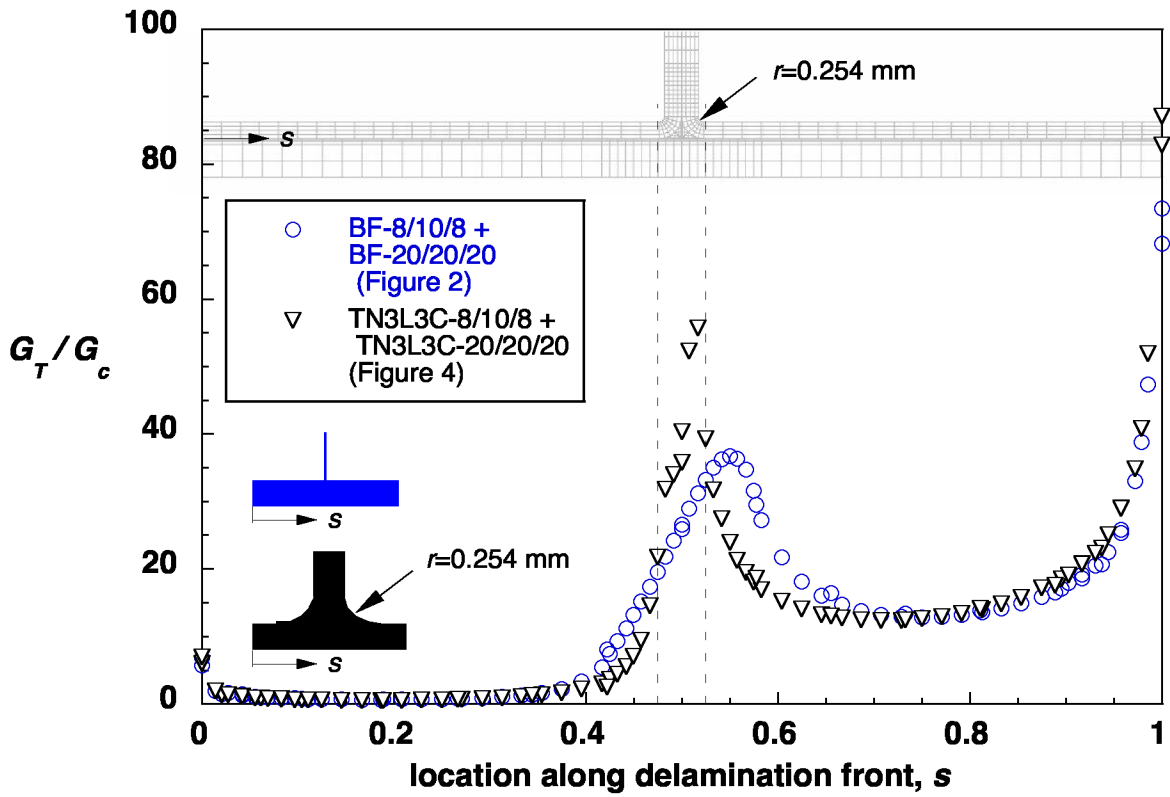 100
80
60
40
20
0
G_T / G_c
r=0.254 mm
s
BF-8/10/8 +
BF-20/20/20
(Figure 2)
TN3L3C-8/10/8 +
TN3L3C-20/20/20
(Figure 4)
s
r=0.254 mm
s
0 0.2 0.4 0.6 0.8 1
location along delamination front, s